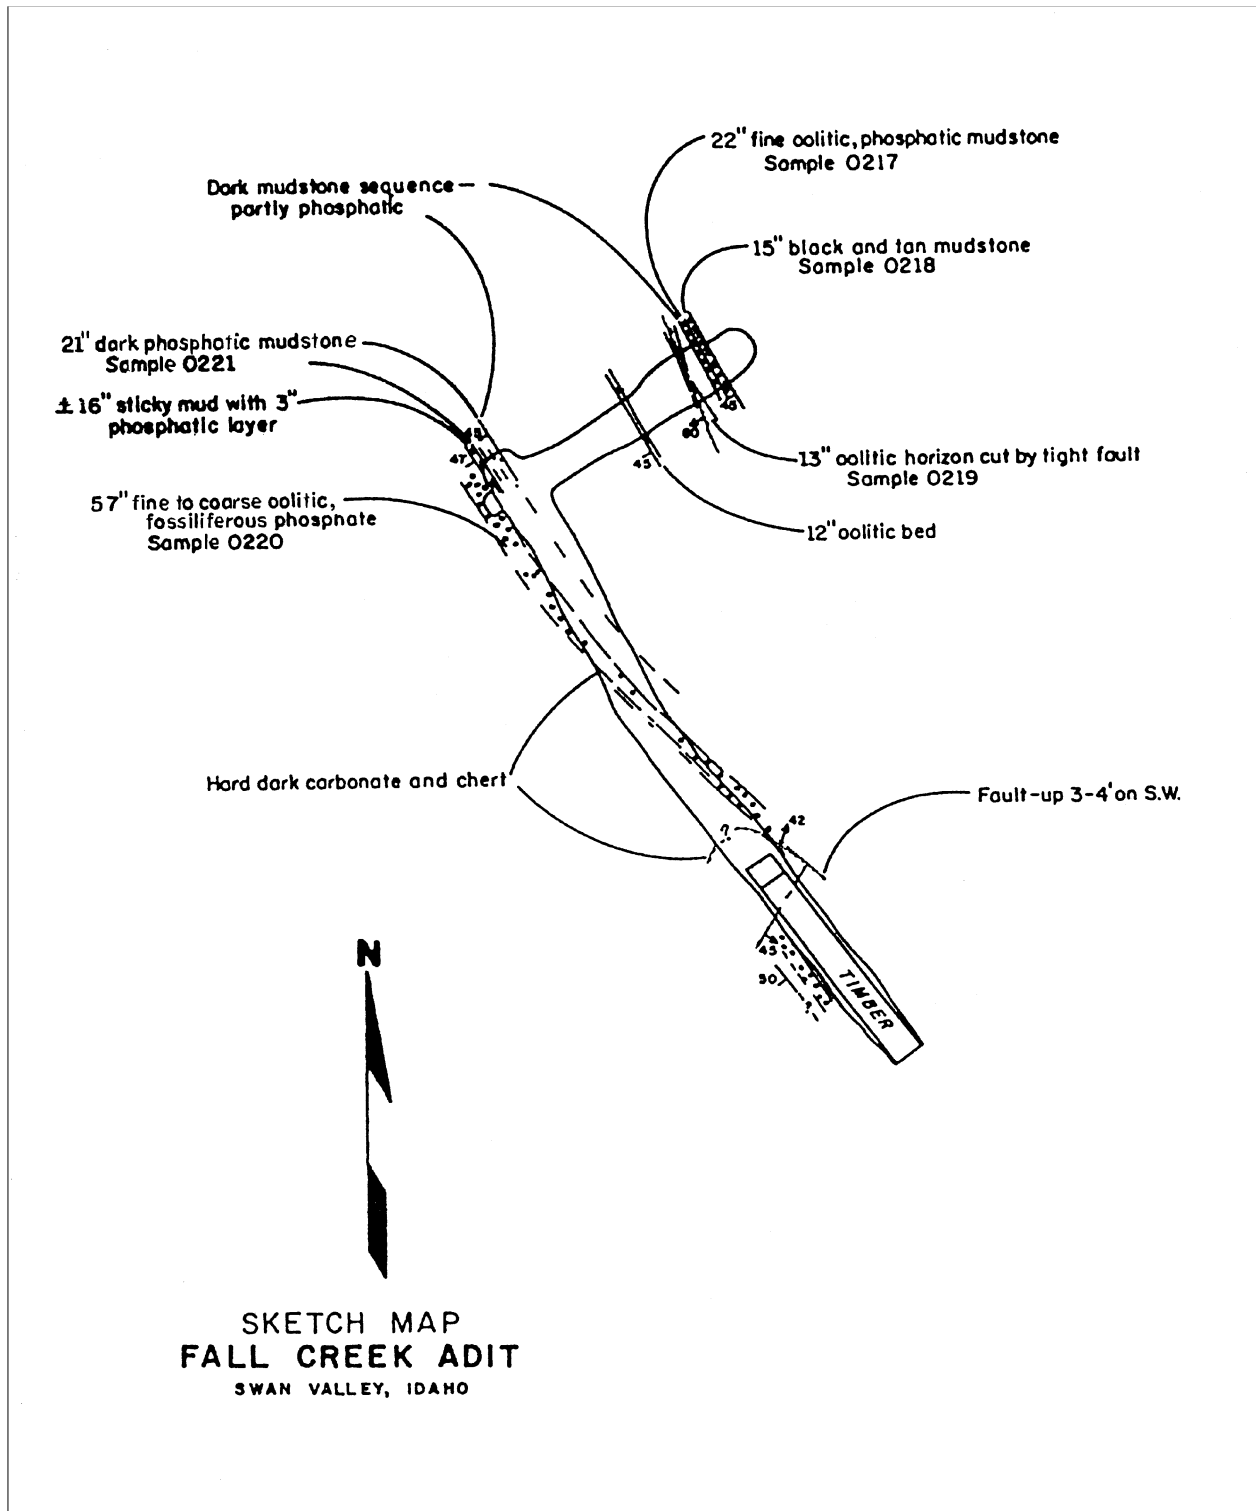 22" fine oolitic, phosphatic mudstone
Sample 0217
Dark mudstone sequence—
partly phosphatic
15" black and tan mudstone
Sample 0218
21" dark phosphatic mudstone
Sample 0221
±16" sticky mud with 3"
phosphatic layer
45
47
45
60
45
13" oolitic horizon cut by tight fault
Sample 0219
57" fine to coarse oolitic,
fossiliferous phosphate
Sample 0220
12" oolitic bed
Hard dark carbonate and chert
Fault-up 3-4' on S.W.
42
?
45
50
?
TIMBER
N
SKETCH MAP
FALL CREEK ADIT
SWAN VALLEY, IDAHO